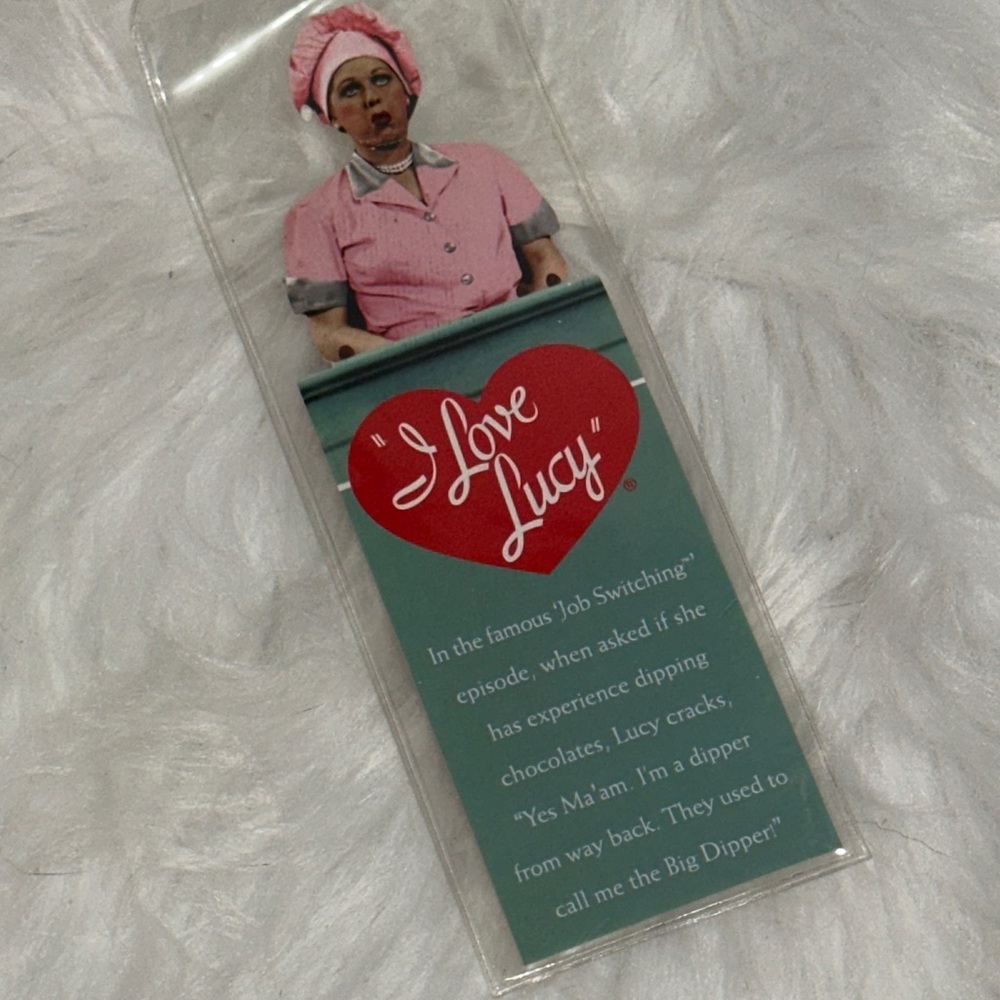 "I Love
Lucy"®
In the famous 'Job Switching™'
episode, when asked if she
has experience dipping
chocolates, Lucy cracks,
"Yes Ma'am. I'm a dipper
from way back. They used to
call me the Big Dipper!"